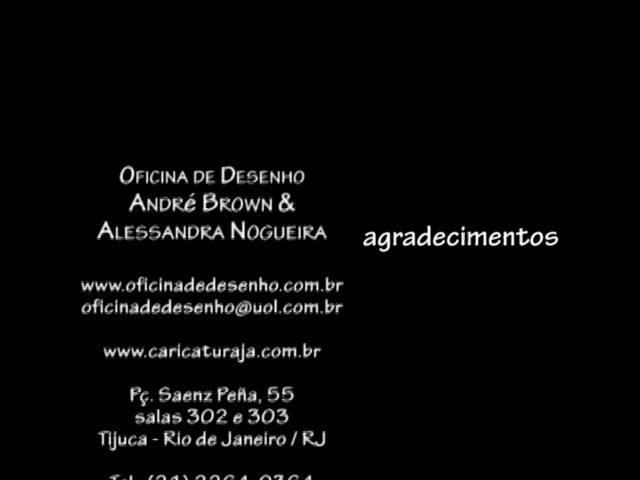 OFICINA DE DESENHO
ANDRé BROWN &
ALESSANDRA NOGUEIRA
agradecimentos
www.oficinadedesenho.com.br
oficinadedesenho@uol.com.br
www.caricaturaja.com.br
Pç. Saenz Peña, 55
salas 302 e 303
Tijuca - Rio de Janeiro / RJ